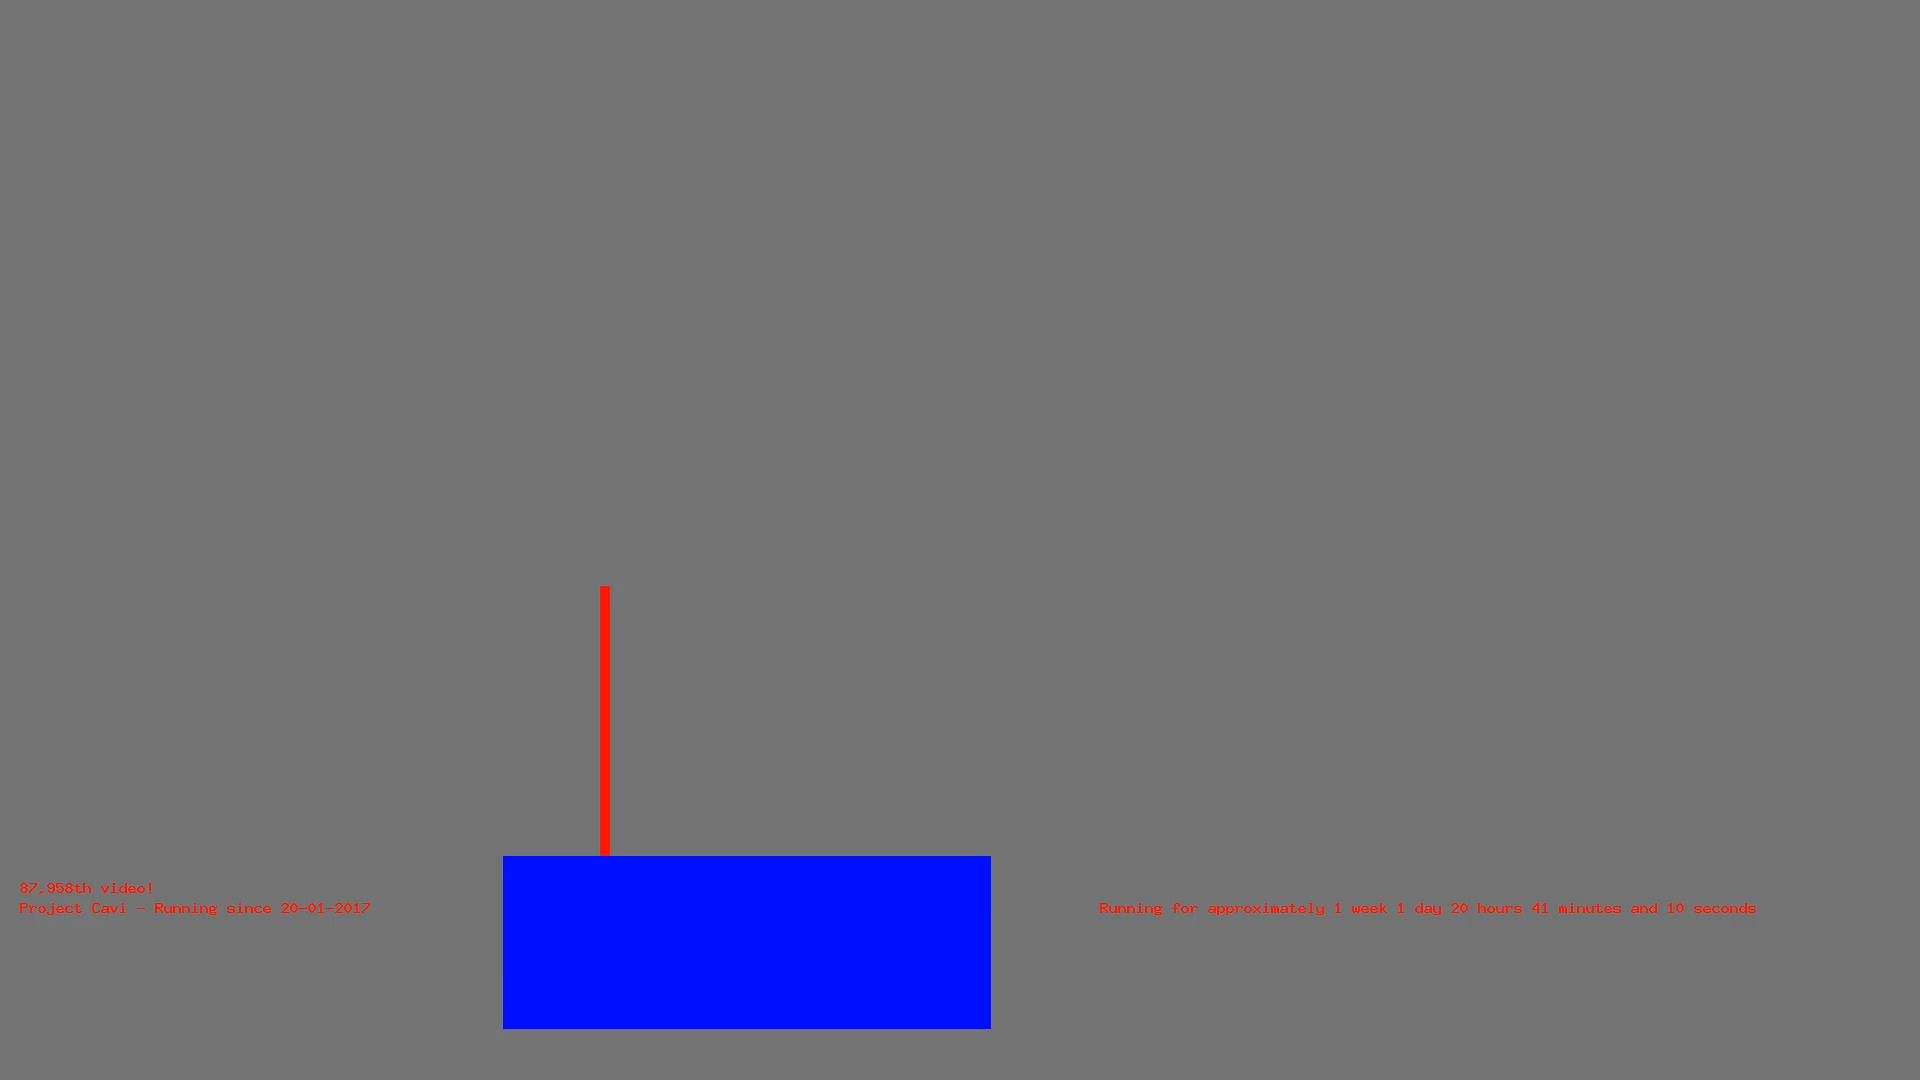 87,958th video!
Project Cavi - Running since 20-01-2017
Running for approximately 1 week 1 day 20 hours 41 minutes and 10 seconds